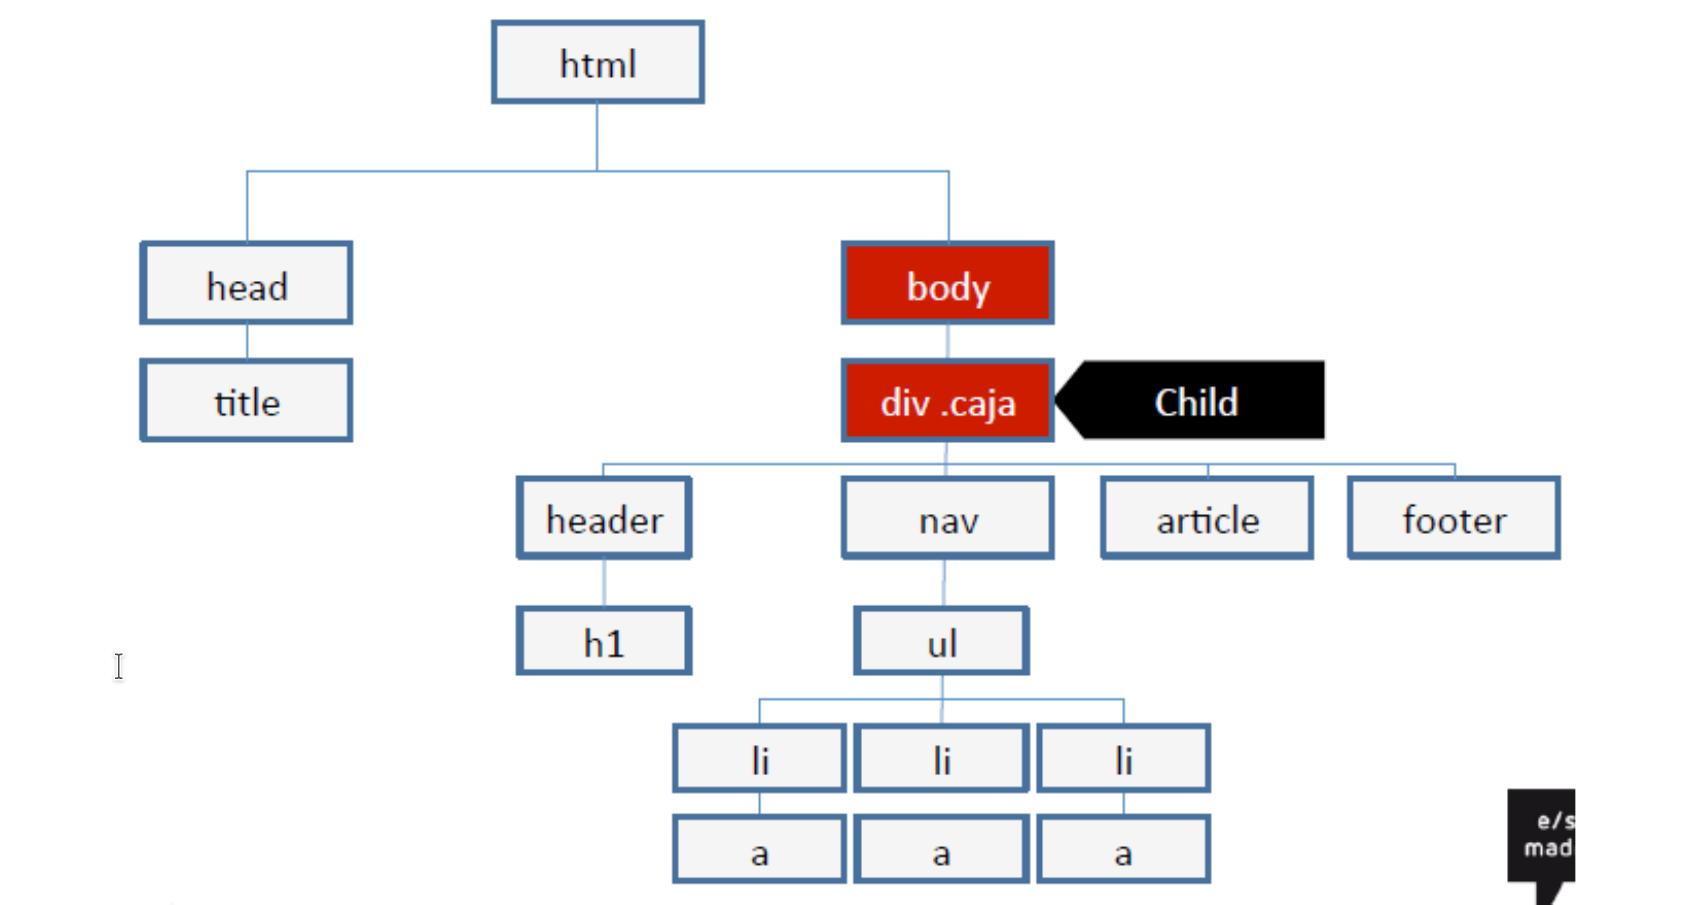 html
head
body
title
div .caja
Child
header
nav
article
footer
h1
ul
li
li
li
a
a
a
e/s
mad